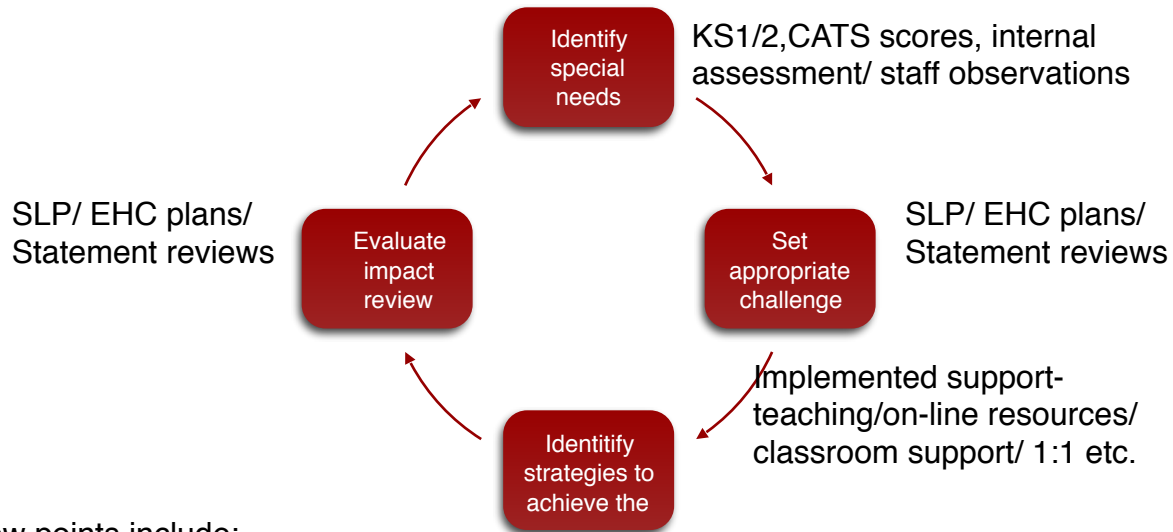 Identify
special
needs
KS1/2,CATS scores, internal
assessment/ staff observations
SLP/ EHC plans/
Statement reviews
Evaluate
impact
review
Set
appropriate
challenge
SLP/ EHC plans/
Statement reviews
Implemented support-
teaching/on-line resources/
classroom support/ 1:1 etc.
Identitify
strategies to
achieve the
points include: